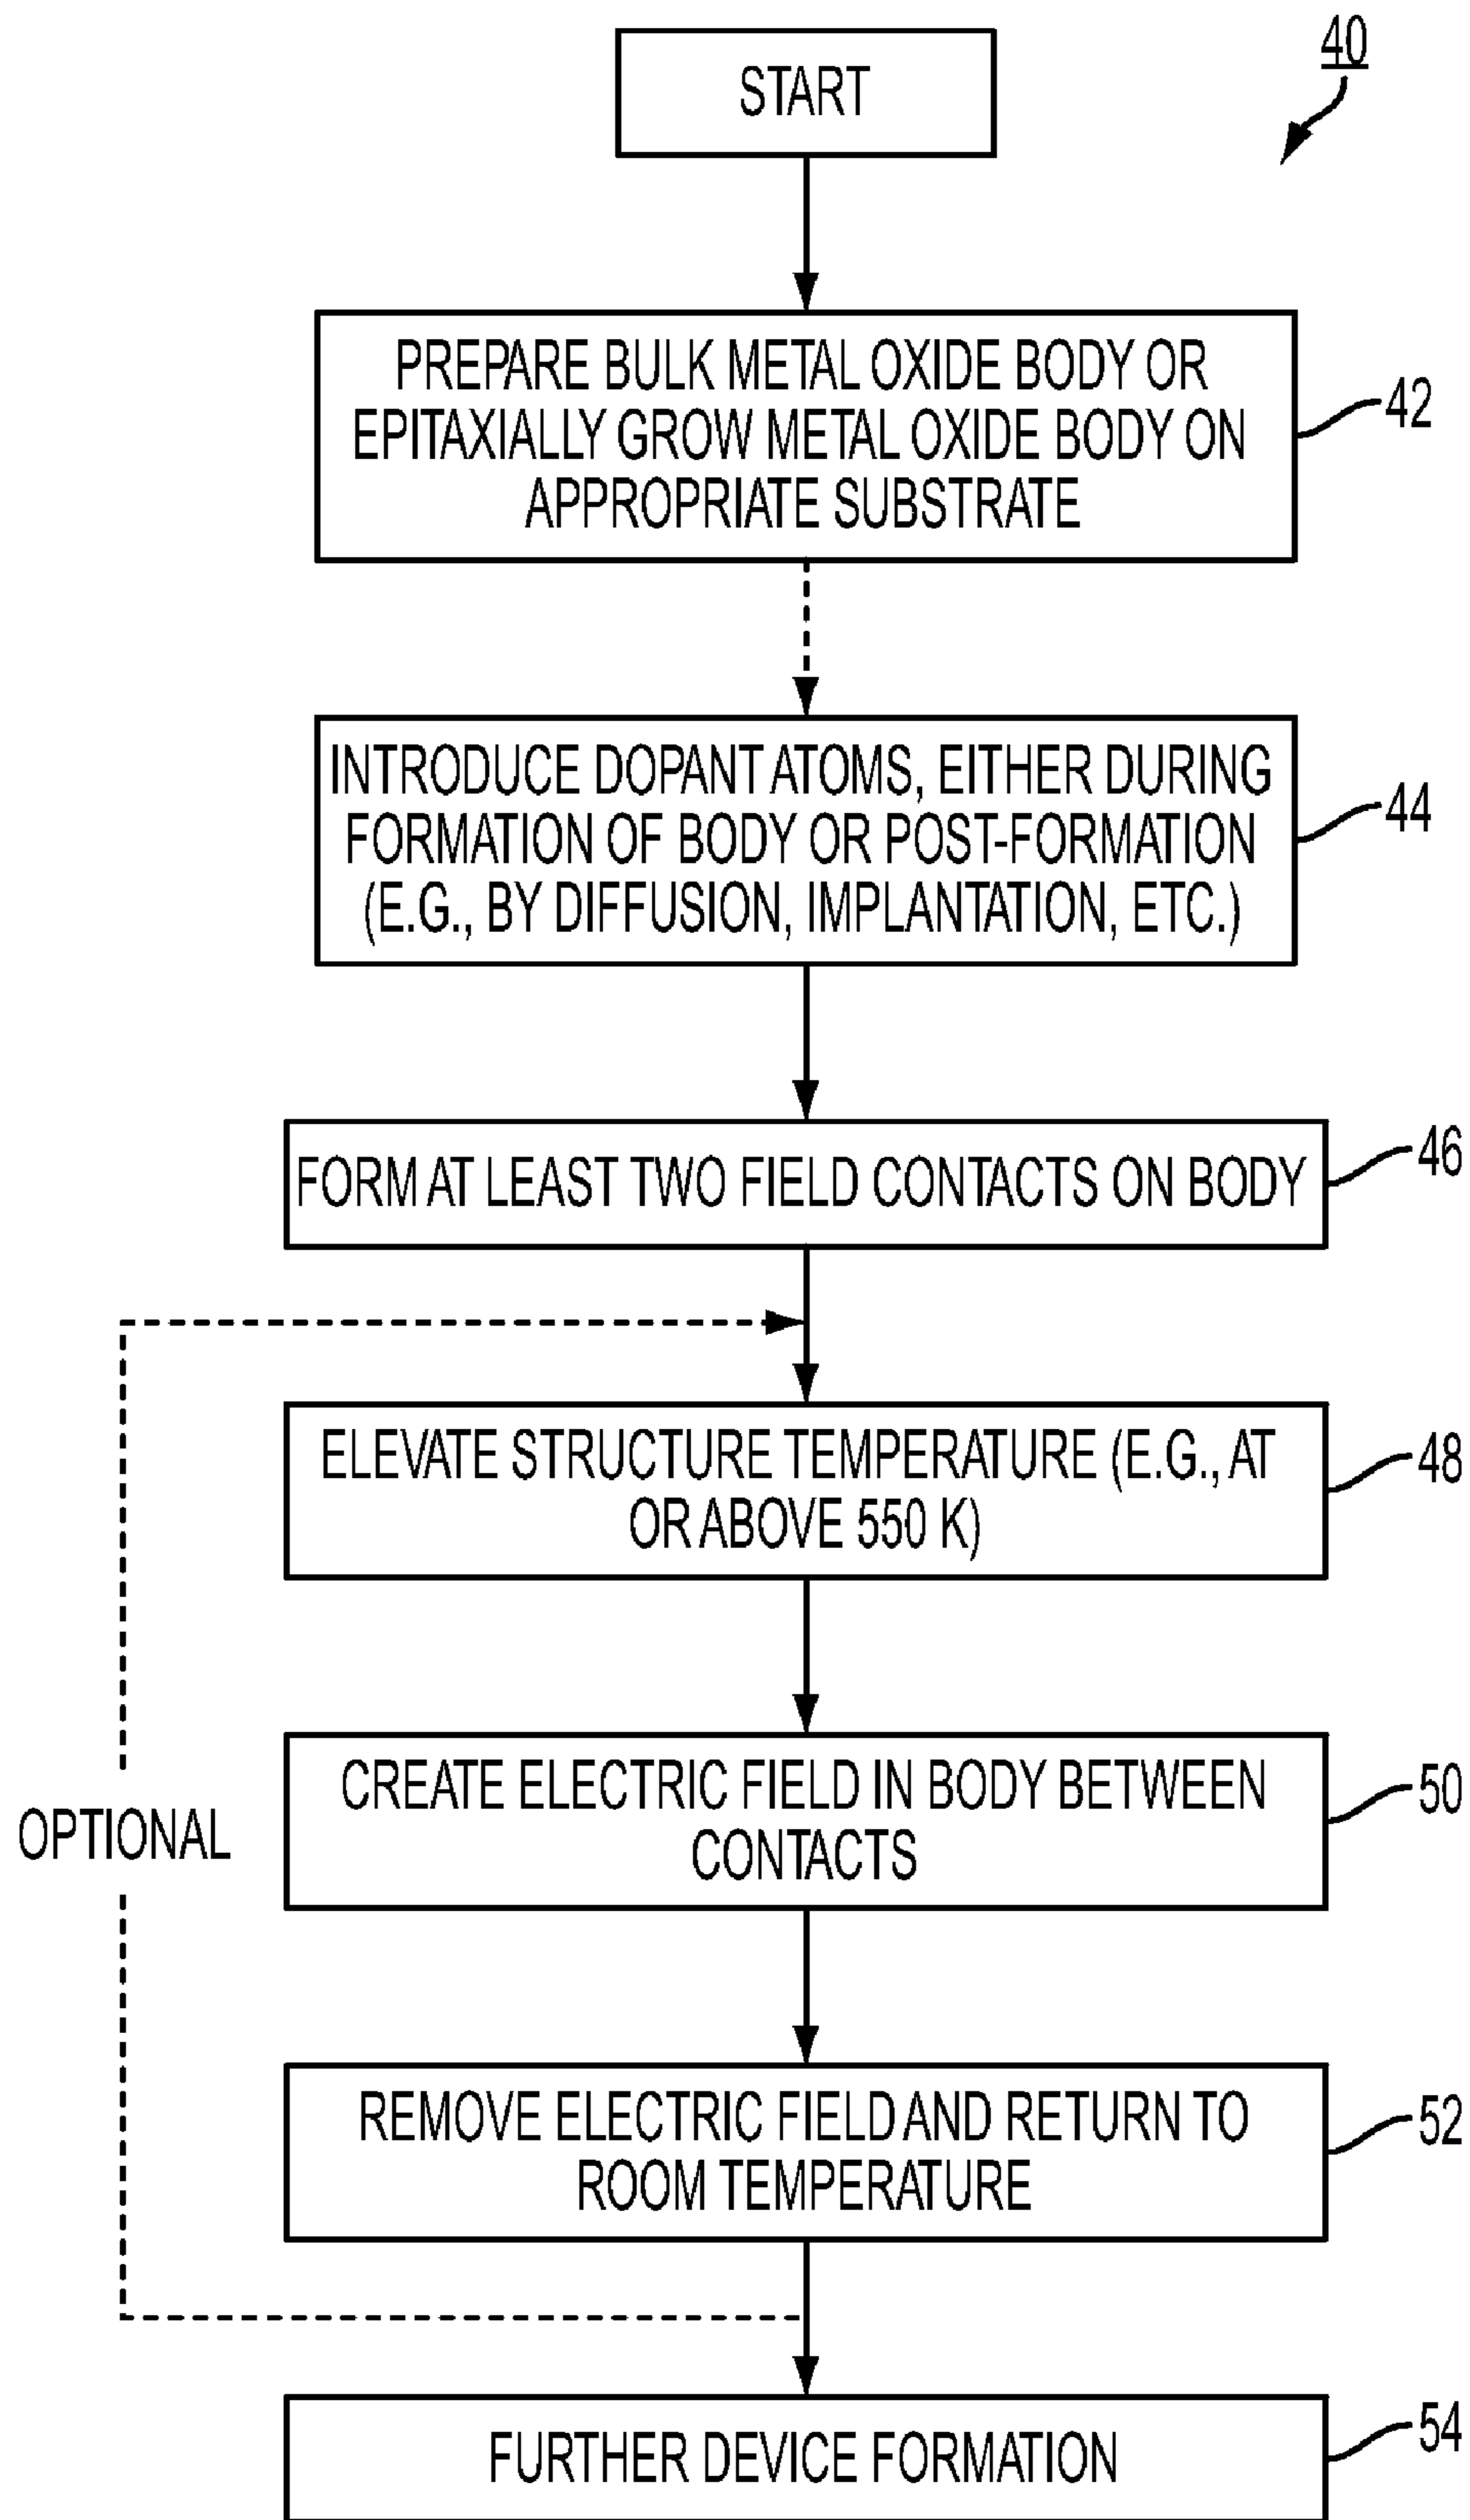 40
START
PREPARE BULK METAL OXIDE BODY OR
EPITAXIALLY GROW METAL OXIDE BODY ON
APPROPRIATE SUBSTRATE
42
INTRODUCE DOPANT ATOMS, EITHER DURING
FORMATION OF BODY OR POST-FORMATION
(E.G., BY DIFFUSION, IMPLANTATION, ETC.)
44
FORM AT LEAST TWO FIELD CONTACTS ON BODY
46
ELEVATE STRUCTURE TEMPERATURE (E.G., AT
OR ABOVE 550 K)
48
CREATE ELECTRIC FIELD IN BODY BETWEEN
CONTACTS
50
OPTIONAL
REMOVE ELECTRIC FIELD AND RETURN TO
ROOM TEMPERATURE
52
FURTHER DEVICE FORMATION
54